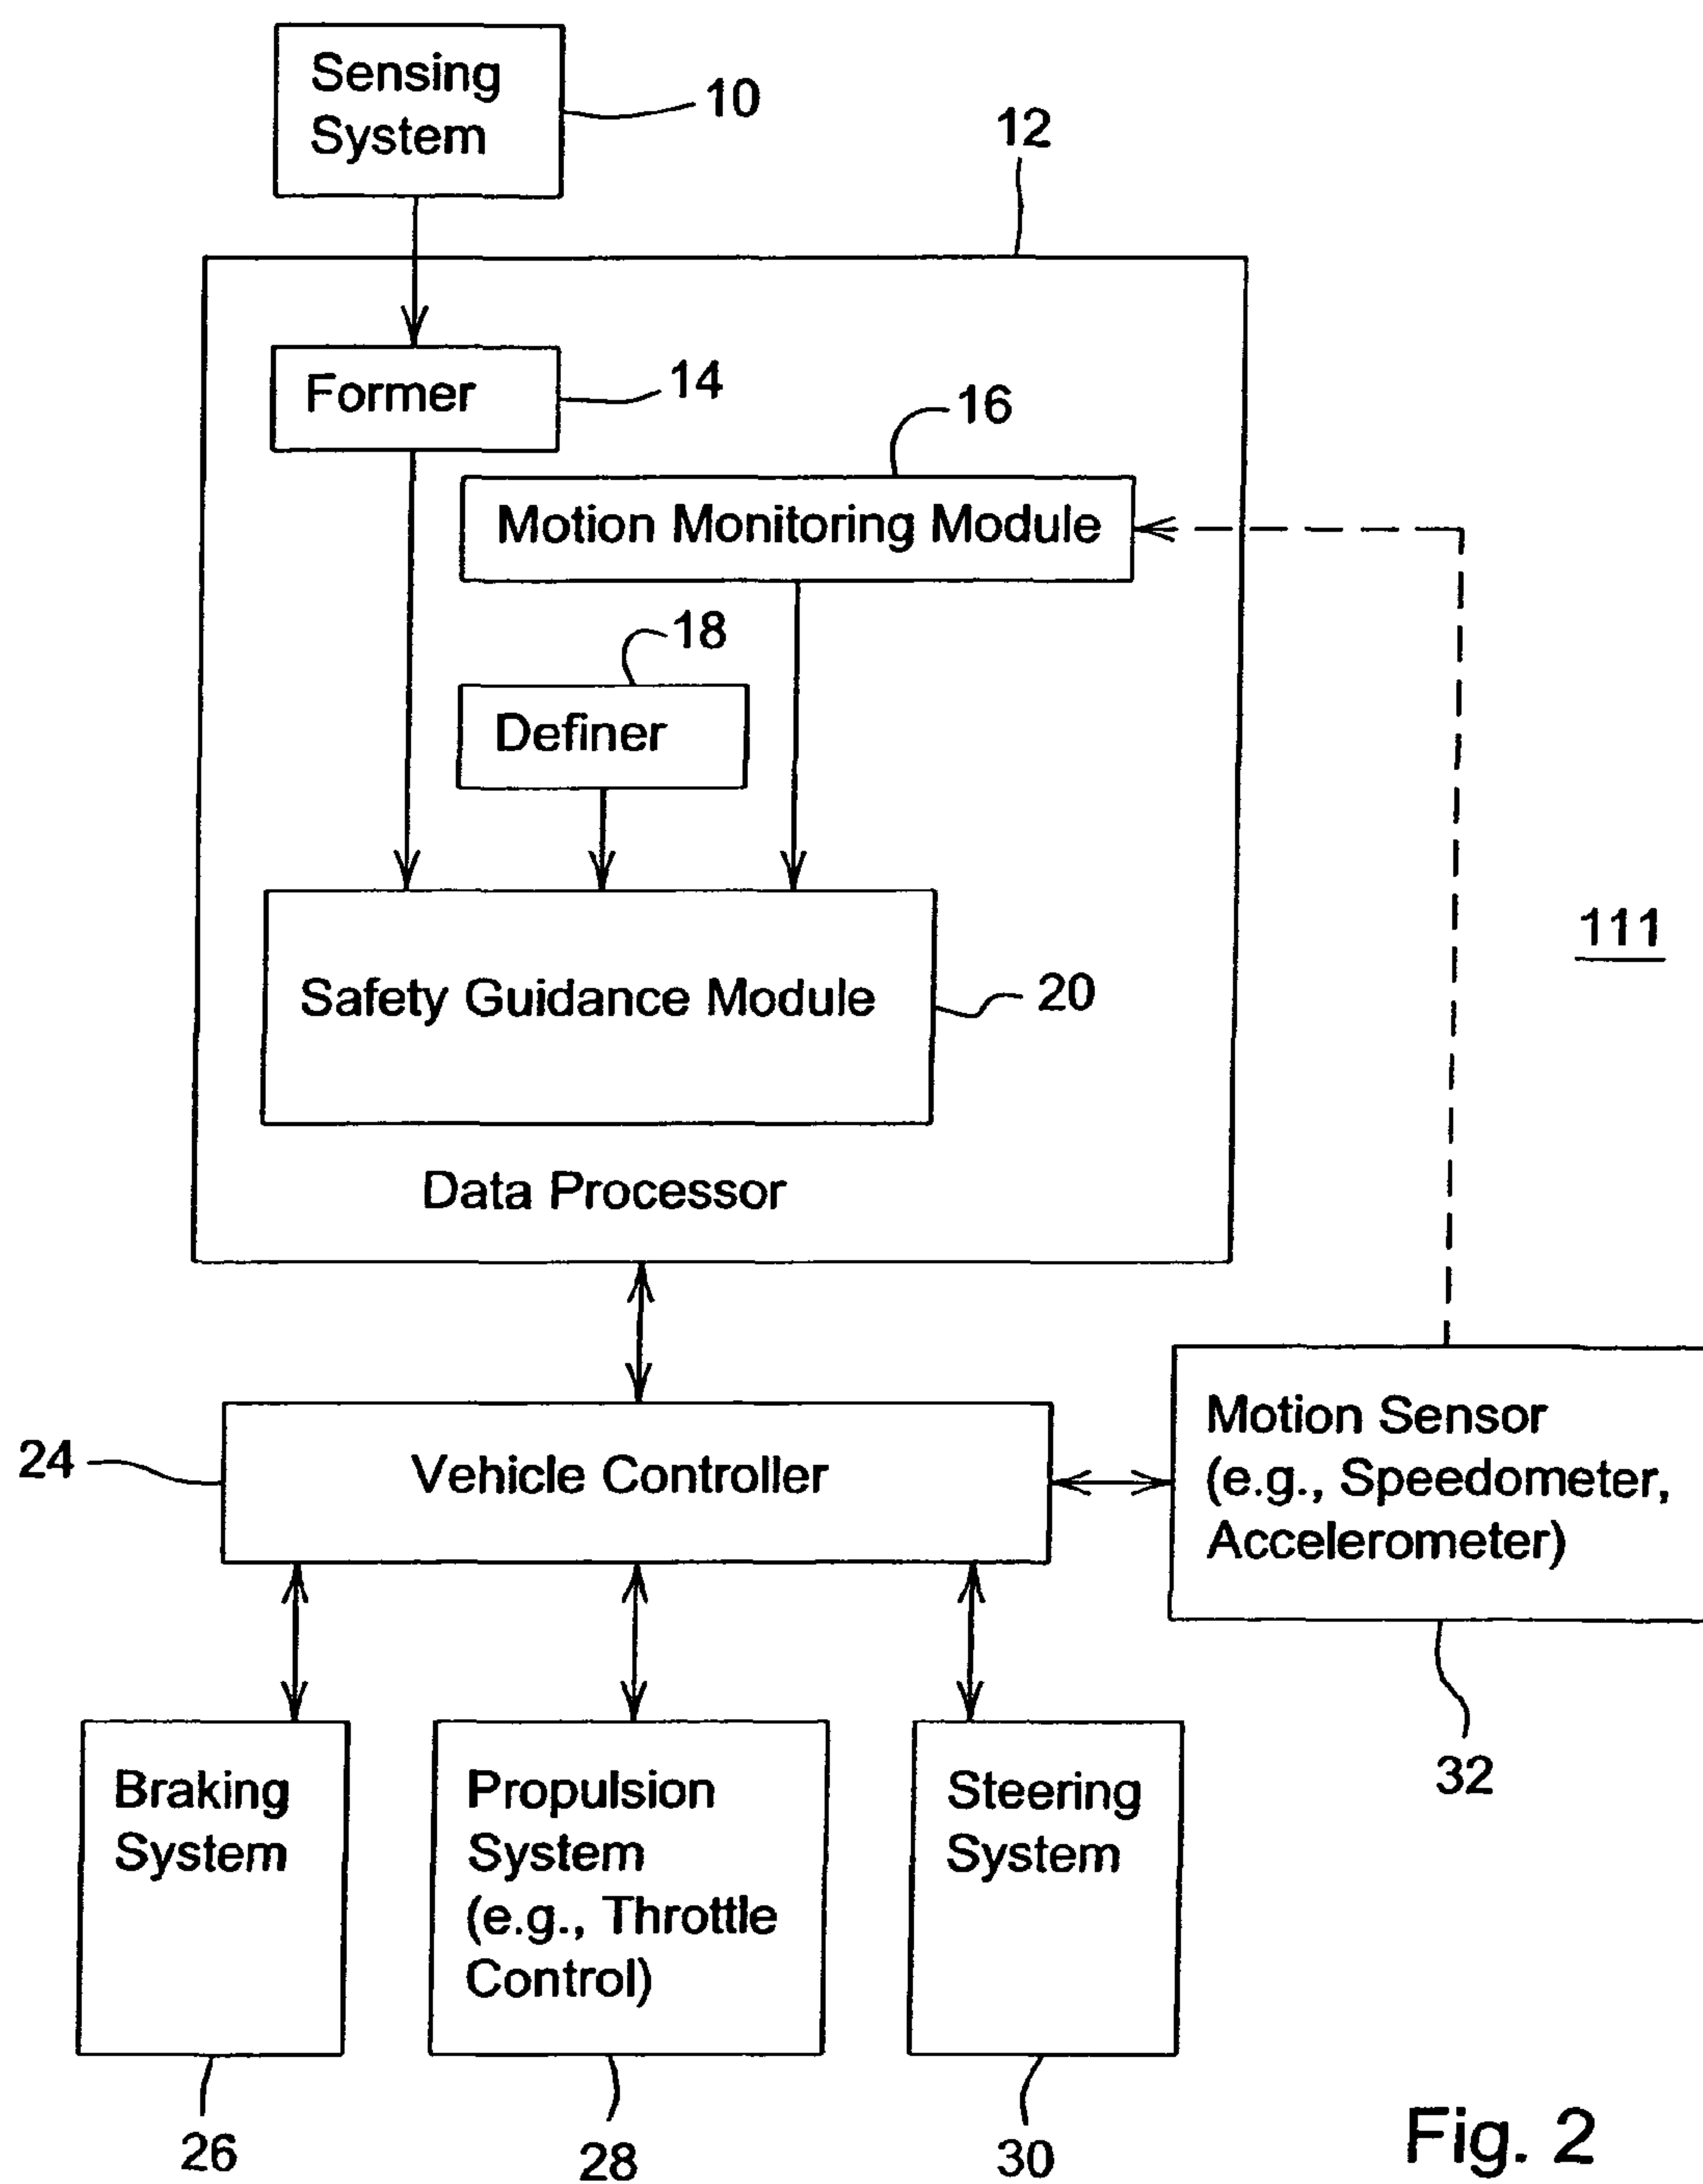 Sensing
System
10
12
Former
14
16
Motion Monitoring Module
18
Definer
111
Safety Guidance Module
20
Data Processor
24
Vehicle Controller
Motion Sensor
(e.g., Speedometer,
Accelerometer)
32
Braking
System
Propulsion
System
(e.g., Throttle
Control)
Steering
System
26
28
30
Fig. 2